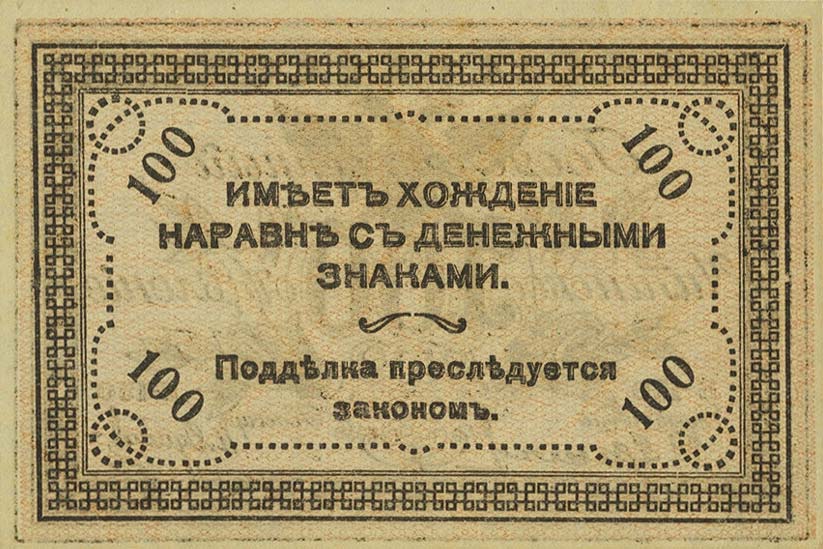 100 100
ИМѢЕТЪ ХОЖДЕНІЕ
НАРАВНѢ СЪ ДЕНЕЖНЫМИ
ЗНАКАМИ.
Поддѣлка преслѣдуется
закономъ.
100 100